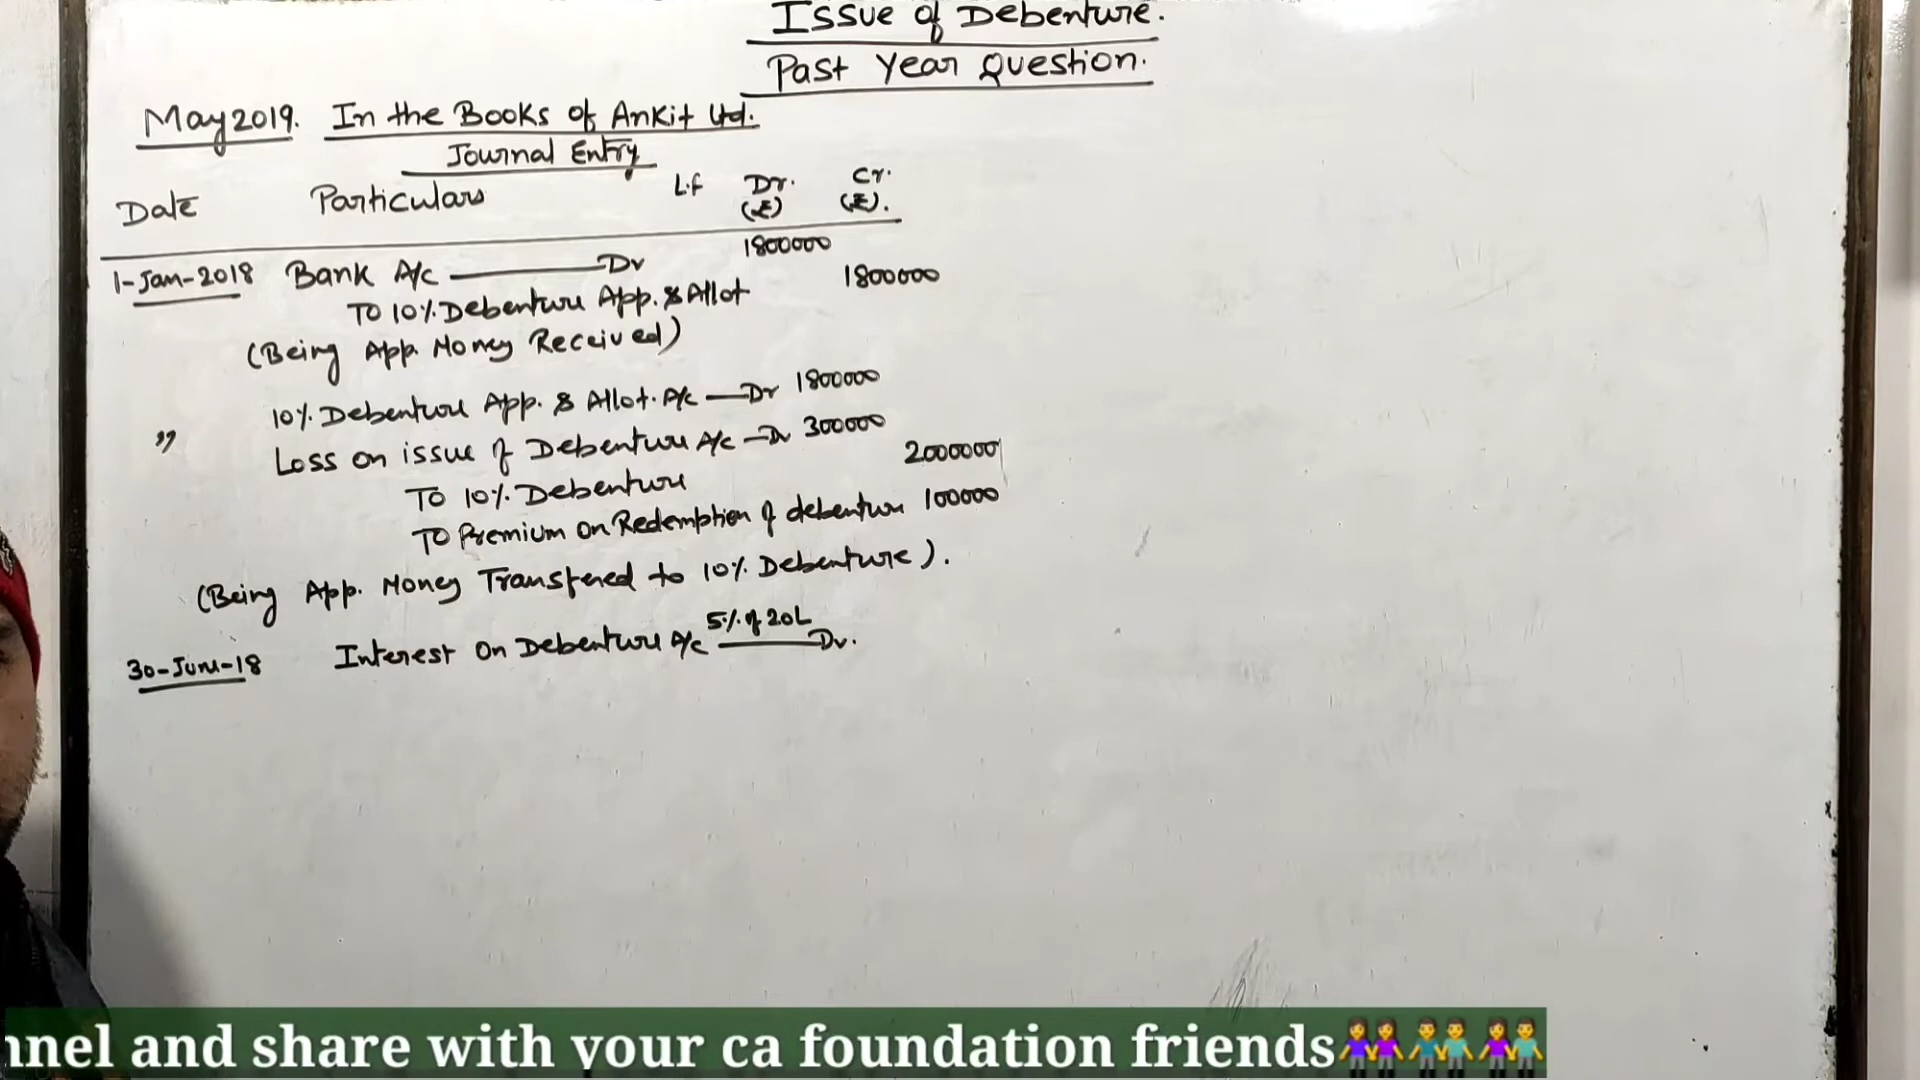 Issue of Debenture.
Past Year Question.
May 2019. In the Books of Ankit Ltd.
Journal Entry
Date Particulars L.f Dr. (₹) Cr. (₹).
1-Jan-2018 Bank A/c Dr 1800000
To 10% Debenture App. & Allot 1800000
(Being App. Money Received)
" 10% Debenture App. & Allot. A/c Dr 1800000
Loss on issue of Debenture A/c Dr 300000
To 10% Debenture 2000000
To Premium on Redemption of debenture 100000
(Being App. Money Transfered to 10% Debenture).
30-June-18 Interest on Debenture A/c 5% of 20L Dr.
nnel and share with your ca foundation friends👭👬👫